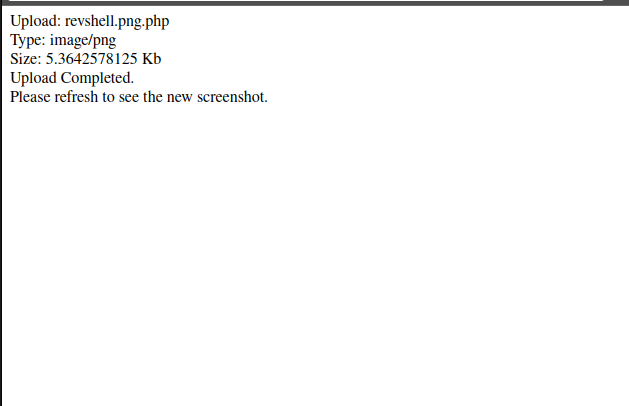 Upload: revshell.png.php
Type: image/png
Size: 5.3642578125 Kb
Upload Completed.
Please refresh to see the new screenshot.